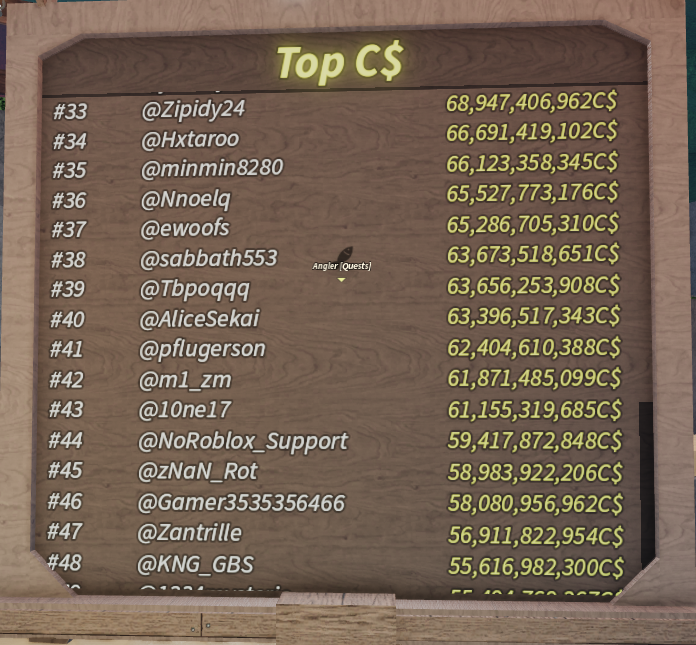 Top C$
#33 @Zipidy24 68,947,406,962C$
#34 @Hxtaroo 66,691,419,102C$
#35 @minmin8280 66,123,358,345C$
#36 @Nnoelq 65,527,773,176C$
#37 @ewoofs 65,286,705,310C$
#38 @sabbath553 63,673,518,651C$
Angler [Quests]
#39 @Tbpoqqq 63,656,253,908C$
#40 @AliceSekai 63,396,517,343C$
#41 @pflugerson 62,404,610,388C$
#42 @m1_zm 61,871,485,099C$
#43 @10ne17 61,155,319,685C$
#44 @NoRoblox_Support 59,417,872,848C$
#45 @zNaN_Rot 58,983,922,206C$
#46 @Gamer3535356466 58,080,956,962C$
#47 @Zantrille 56,911,822,954C$
#48 @KNG_GBS 55,616,982,300C$